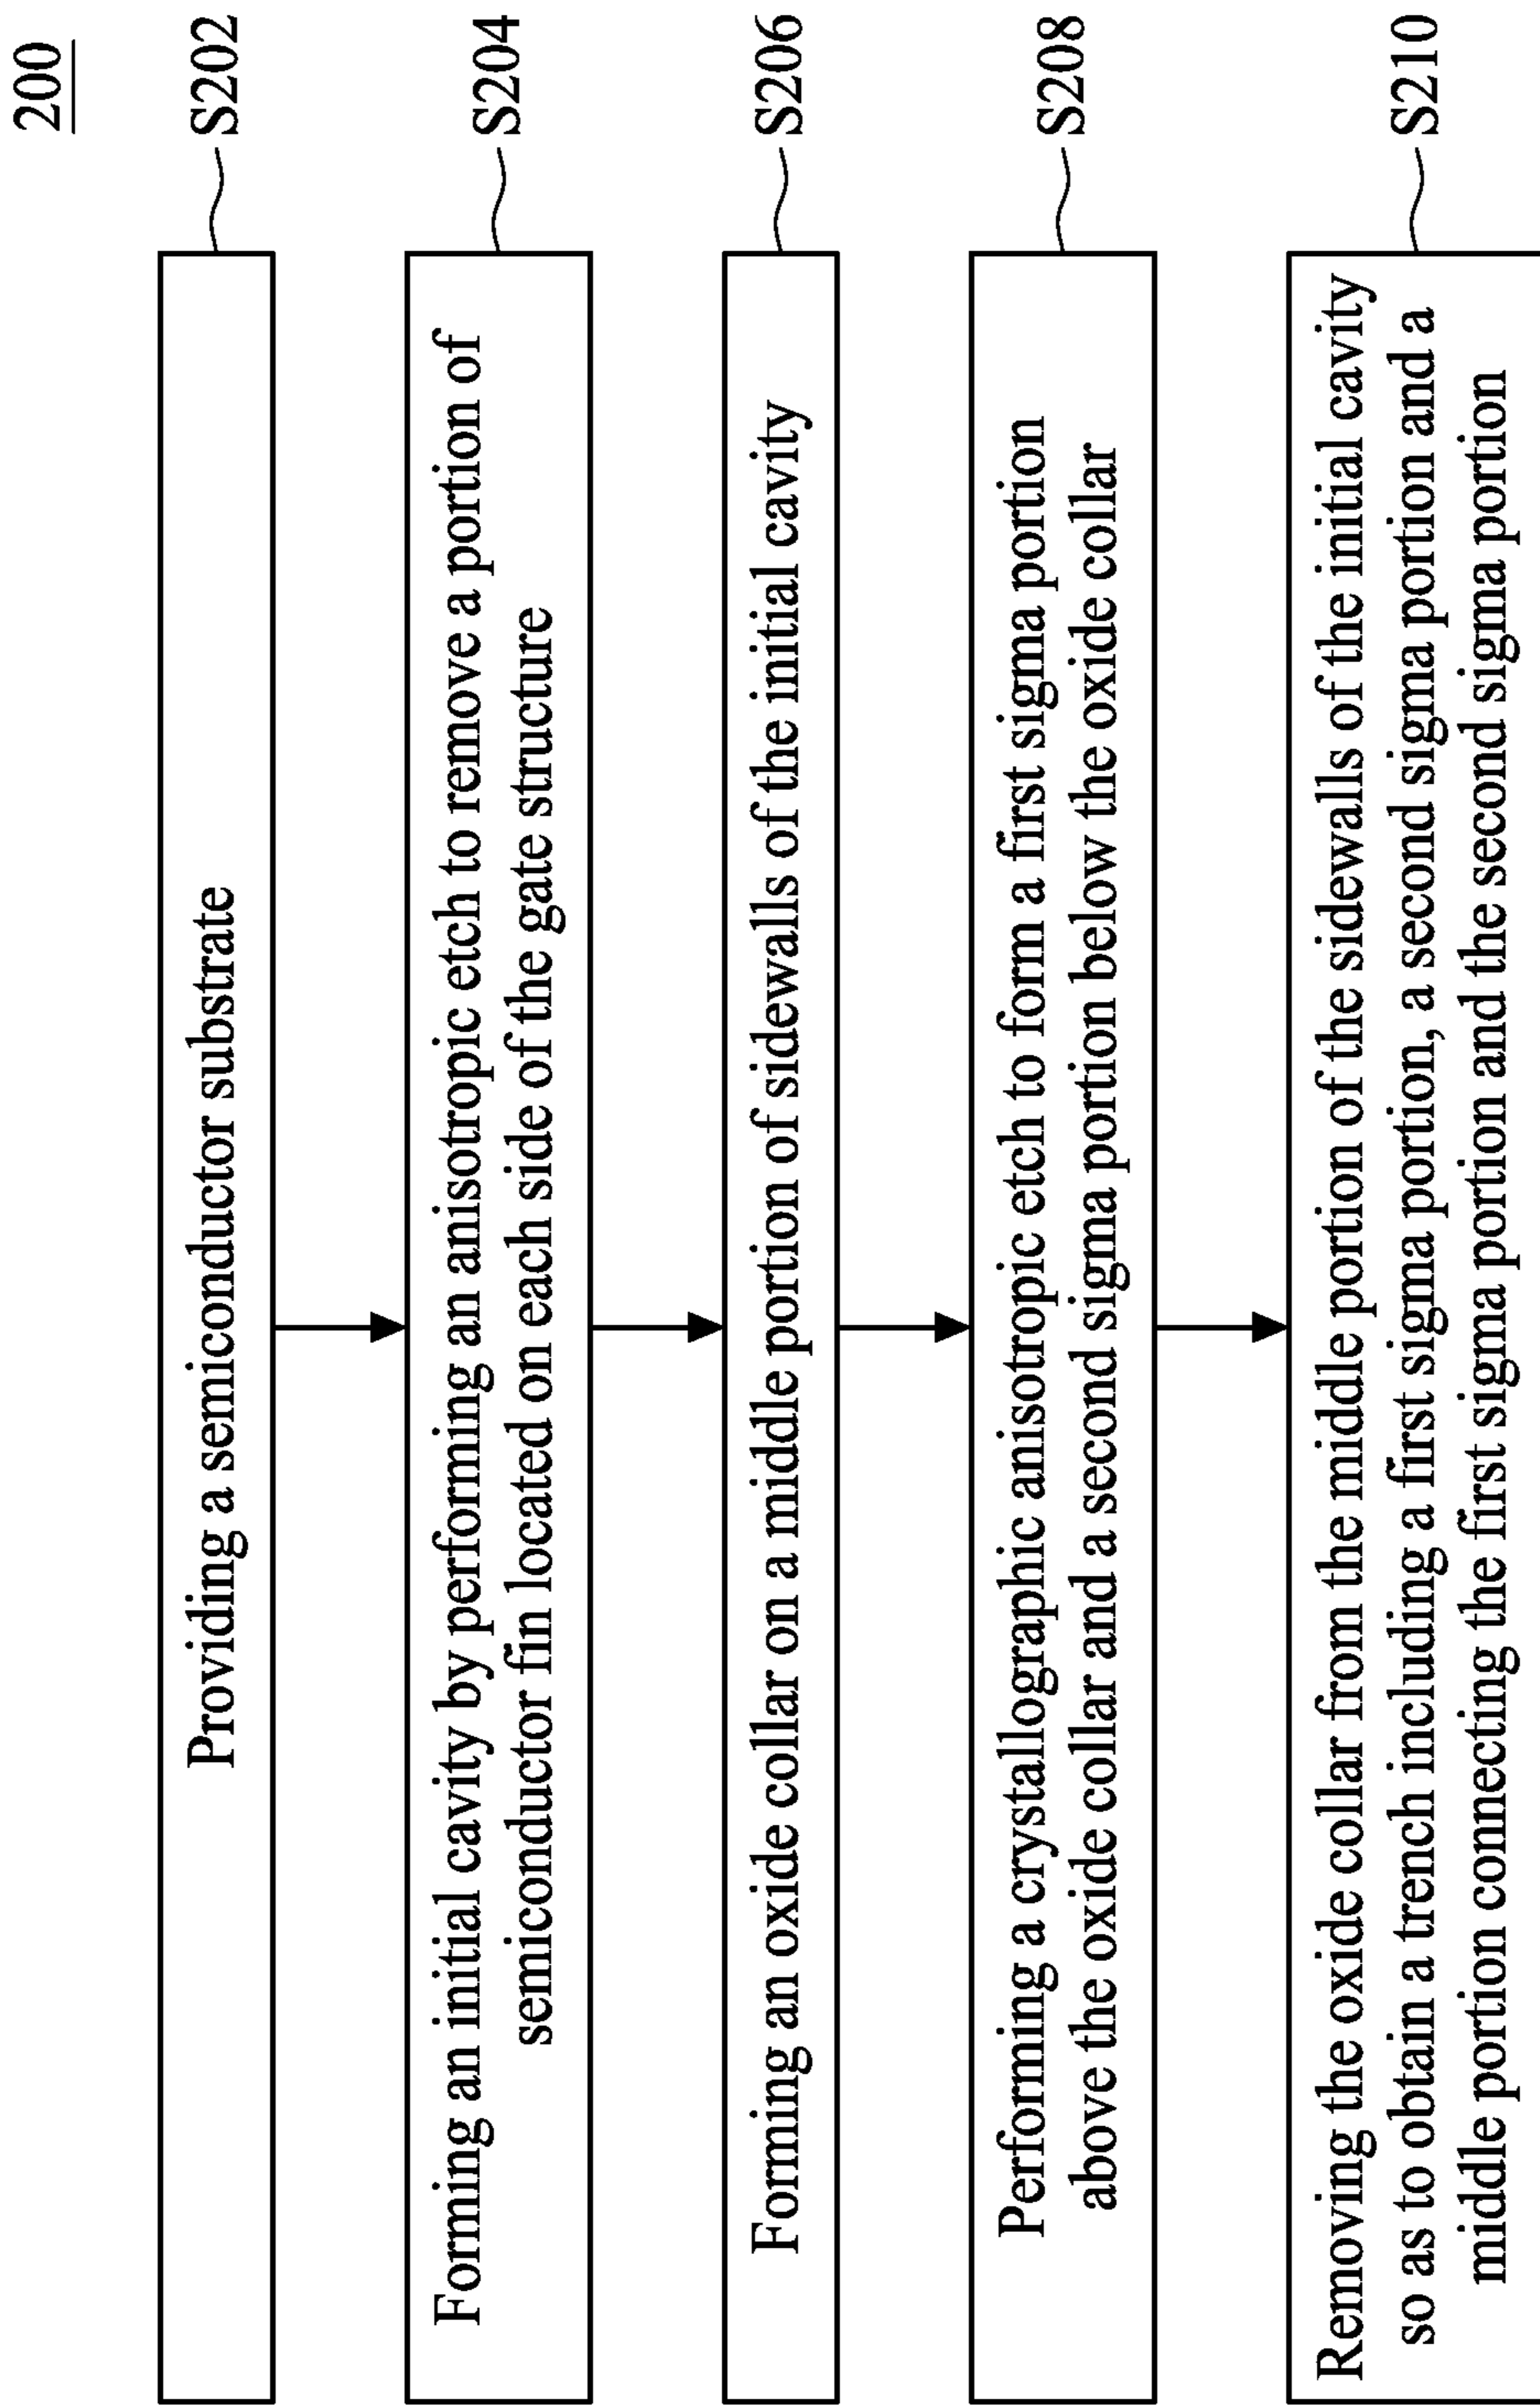 200
Providing a semiconductor substrate
S202
Forming an initial cavity by performing an anisotropic etch to remove a portion of
semiconductor fin located on each side of the gate structure
S204
Forming an oxide collar on a middle portion of sidewalls of the initial cavity
S206
Performing a crystallographic anisotropic etch to form a first sigma portion
above the oxide collar and a second sigma portion below the oxide collar
S208
Removing the oxide collar from the middle portion of the sidewalls of the initial cavity
so as to obtain a trench including a first sigma portion, a second sigma portion and a
middle portion connecting the first sigma portion and the second sigma portion
S210